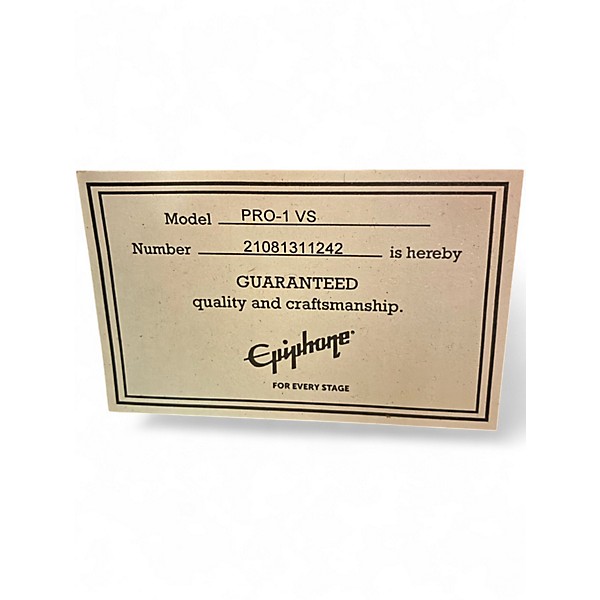 Model PRO-1 VS
Number 21081311242 is hereby
GUARANTEED
quality and craftsmanship.
Epiphone®
FOR EVERY STAGE